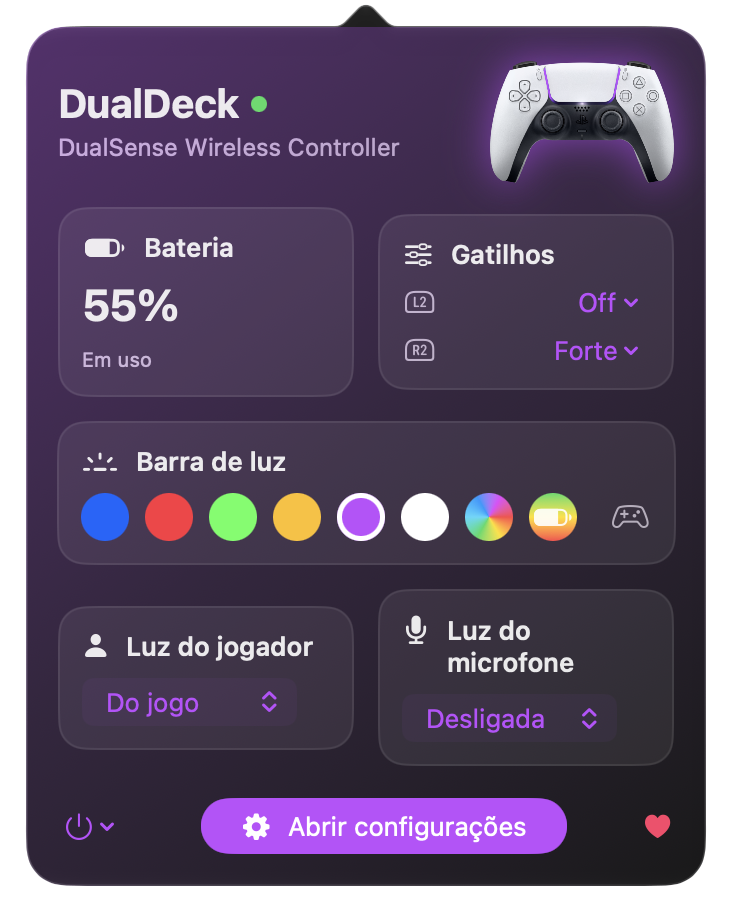 DualDeck
DualSense Wireless Controller
Bateria
55%
Em uso
Gatilhos
L2
Off
R2
Forte
Barra de luz
Luz do jogador
Do jogo
Luz do
microfone
Desligada
Abrir configurações